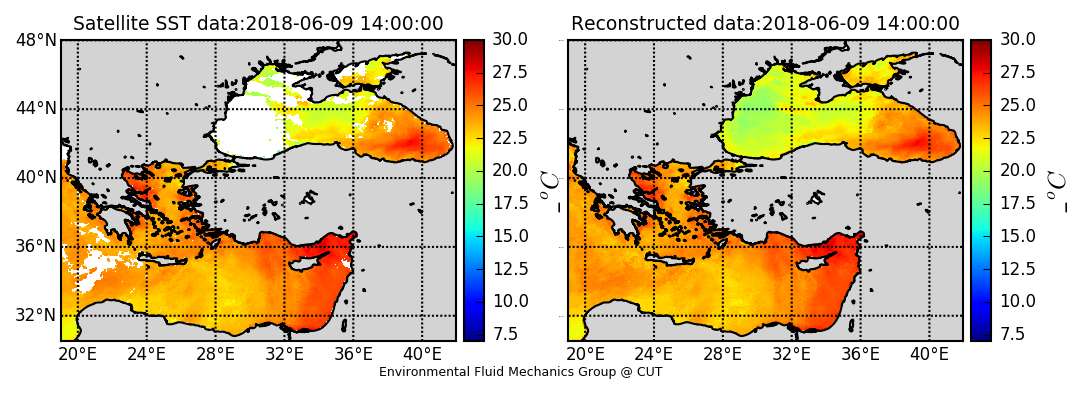 Satellite SST data:2018-06-09 14:00:00
48°N
44°N
40°N
36°N
32°N
20°E 24°E 28°E 32°E 36°E 40°E
30.0
27.5
25.0
22.5
20.0
17.5
15.0
12.5
10.0
7.5
_ °C
Reconstructed data:2018-06-09 14:00:00
20°E 24°E 28°E 32°E 36°E 40°E
30.0
27.5
25.0
22.5
20.0
17.5
15.0
12.5
10.0
7.5
_ °C
Environmental Fluid Mechanics Group @ CUT